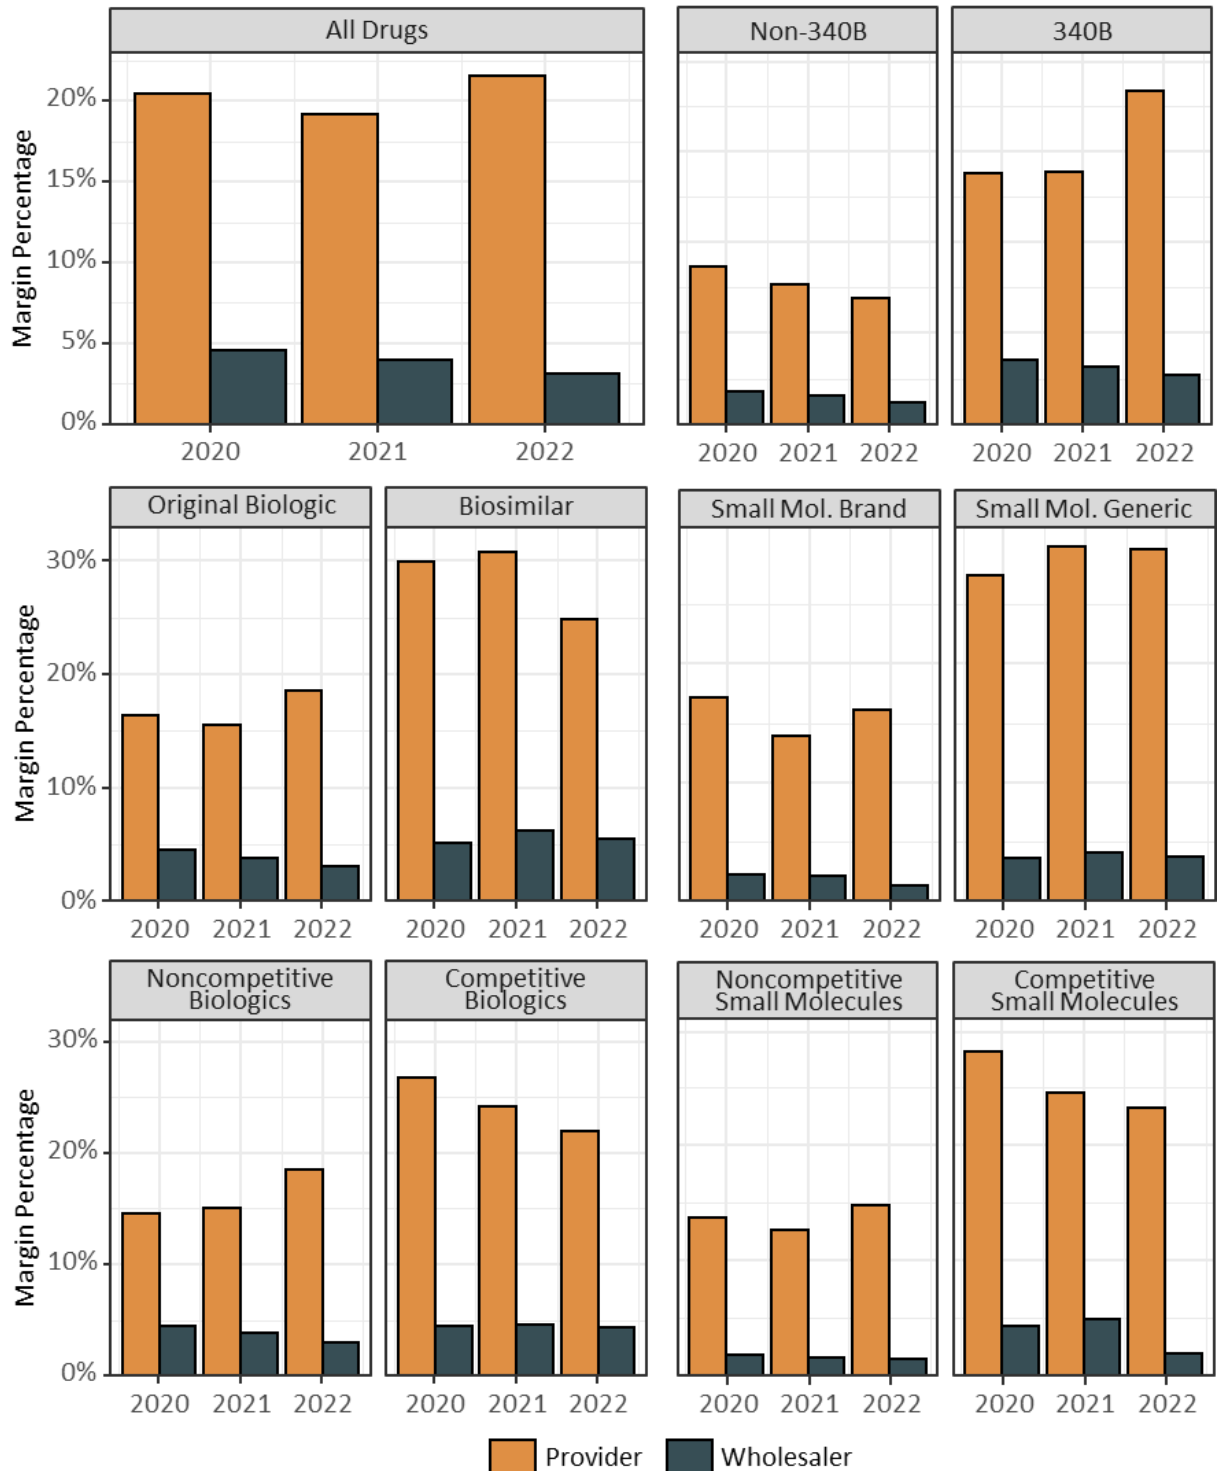 All Drugs
Non-340B
340B
Margin Percentage
20%
15%
10%
5%
0%
2020 2021 2022
2020 2021 2022
2020 2021 2022
Original Biologic
Biosimilar
Small Mol. Brand
Small Mol. Generic
Margin Percentage
30%
20%
10%
0%
2020 2021 2022
2020 2021 2022
2020 2021 2022
2020 2021 2022
Noncompetitive
Biologics
Competitive
Biologics
Noncompetitive
Small Molecules
Competitive
Small Molecules
Margin Percentage
30%
20%
10%
0%
2020 2021 2022
2020 2021 2022
2020 2021 2022
2020 2021 2022
Provider Wholesaler